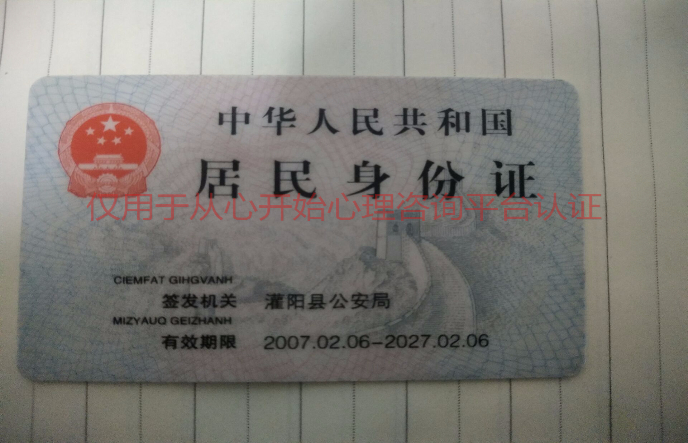 中华人民共和国
居民身份证
仅用于从心开始心理咨询平台认证
CIEMFAT GIHGVANH
签发机关 灌阳县公安局
MIZYAUQ GEIZHANH
有效期限 2007.02.06-2027.02.06